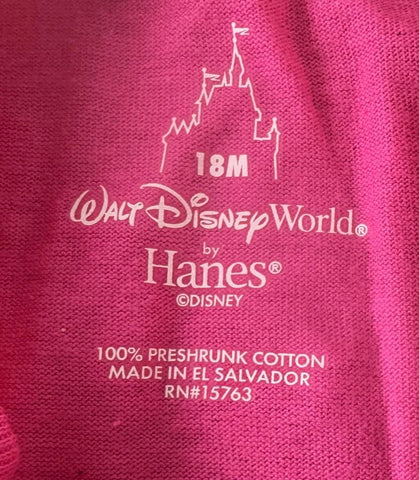 18M
WALT DISNEY World®
by
Hanes®
©DISNEY
100% PRESHRUNK COTTON
MADE IN EL SALVADOR
RN#15763